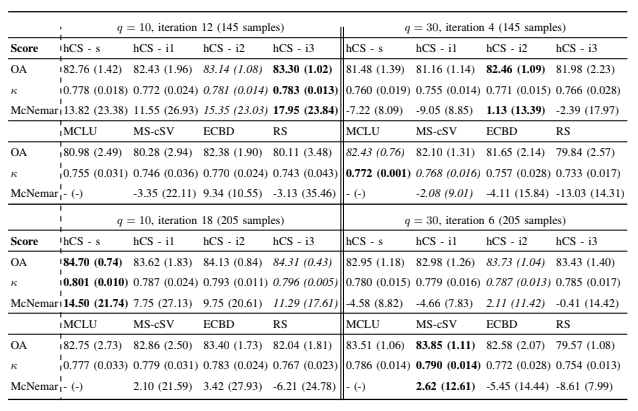 q = 10, iteration 12 (145 samples) q = 30, iteration 4 (145 samples)
Score hCS - s hCS - i1 hCS - i2 hCS - i3 hCS - s hCS - i1 hCS - i2 hCS - i3
OA 82.76 (1.42) 82.43 (1.96) 83.14 (1.08) 83.30 (1.02) 81.48 (1.39) 81.16 (1.14) 82.46 (1.09) 81.98 (2.23)
κ 0.778 (0.018) 0.772 (0.024) 0.781 (0.014) 0.783 (0.013) 0.760 (0.019) 0.755 (0.014) 0.771 (0.015) 0.766 (0.028)
McNemar 13.82 (23.38) 11.55 (26.93) 15.35 (23.03) 17.95 (23.84) -7.22 (8.09) -9.05 (8.85) 1.13 (13.39) -2.39 (17.97)
MCLU MS-cSV ECBD RS MCLU MS-cSV ECBD RS
OA 80.98 (2.49) 80.28 (2.94) 82.38 (1.90) 80.11 (3.48) 82.43 (0.76) 82.10 (1.31) 81.65 (2.14) 79.84 (2.57)
κ 0.755 (0.031) 0.746 (0.036) 0.770 (0.024) 0.743 (0.043) 0.772 (0.001) 0.768 (0.016) 0.757 (0.028) 0.733 (0.017)
McNemar - (-) -3.35 (22.11) 9.34 (10.55) -3.13 (35.46) - (-) -2.08 (9.01) -4.11 (15.84) -13.03 (14.31)
q = 10, iteration 18 (205 samples) q = 30, iteration 6 (205 samples)
Score hCS - s hCS - i1 hCS - i2 hCS - i3 hCS - s hCS - i1 hCS - i2 hCS - i3
OA 84.70 (0.74) 83.62 (1.83) 84.13 (0.84) 84.31 (0.43) 82.95 (1.18) 82.98 (1.26) 83.73 (1.04) 83.43 (1.40)
κ 0.801 (0.010) 0.787 (0.024) 0.793 (0.011) 0.796 (0.005) 0.780 (0.015) 0.779 (0.016) 0.787 (0.013) 0.785 (0.017)
McNemar 14.50 (21.74) 7.75 (27.13) 9.75 (20.61) 11.29 (17.61) -4.58 (8.82) -4.66 (7.83) 2.11 (11.42) -0.41 (14.42)
MCLU MS-cSV ECBD RS MCLU MS-cSV ECBD RS
OA 82.75 (2.73) 82.86 (2.50) 83.40 (1.73) 82.04 (1.81) 83.51 (1.06) 83.85 (1.11) 82.58 (2.07) 79.57 (1.08)
κ 0.777 (0.033) 0.779 (0.031) 0.783 (0.024) 0.767 (0.023) 0.786 (0.014) 0.790 (0.014) 0.772 (0.028) 0.754 (0.013)
McNemar - (-) 2.10 (21.59) 3.42 (27.93) -6.21 (24.78) - (-) 2.62 (12.61) -5.45 (14.44) -8.61 (7.99)